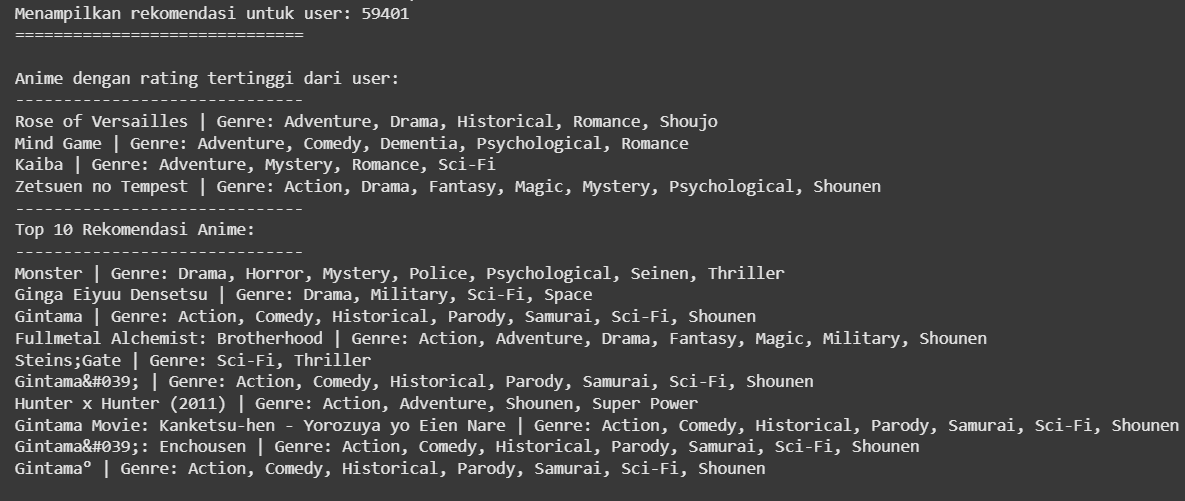 Menampilkan rekomendasi untuk user: 59401
==============================
Anime dengan rating tertinggi dari user:
------------------------------
Rose of Versailles | Genre: Adventure, Drama, Historical, Romance, Shoujo
Mind Game | Genre: Adventure, Comedy, Dementia, Psychological, Romance
Kaiba | Genre: Adventure, Mystery, Romance, Sci-Fi
Zetsuen no Tempest | Genre: Action, Drama, Fantasy, Magic, Mystery, Psychological, Shounen
------------------------------
Top 10 Rekomendasi Anime:
------------------------------
Monster | Genre: Drama, Horror, Mystery, Police, Psychological, Seinen, Thriller
Ginga Eiyuu Densetsu | Genre: Drama, Military, Sci-Fi, Space
Gintama | Genre: Action, Comedy, Historical, Parody, Samurai, Sci-Fi, Shounen
Fullmetal Alchemist: Brotherhood | Genre: Action, Adventure, Drama, Fantasy, Magic, Military, Shounen
Steins;Gate | Genre: Sci-Fi, Thriller
Gintama&#039; | Genre: Action, Comedy, Historical, Parody, Samurai, Sci-Fi, Shounen
Hunter x Hunter (2011) | Genre: Action, Adventure, Shounen, Super Power
Gintama Movie: Kanketsu-hen - Yorozuya yo Eien Nare | Genre: Action, Comedy, Historical, Parody, Samurai, Sci-Fi, Shounen
Gintama&#039;: Enchousen | Genre: Action, Comedy, Historical, Parody, Samurai, Sci-Fi, Shounen
Gintama° | Genre: Action, Comedy, Historical, Parody, Samurai, Sci-Fi, Shounen